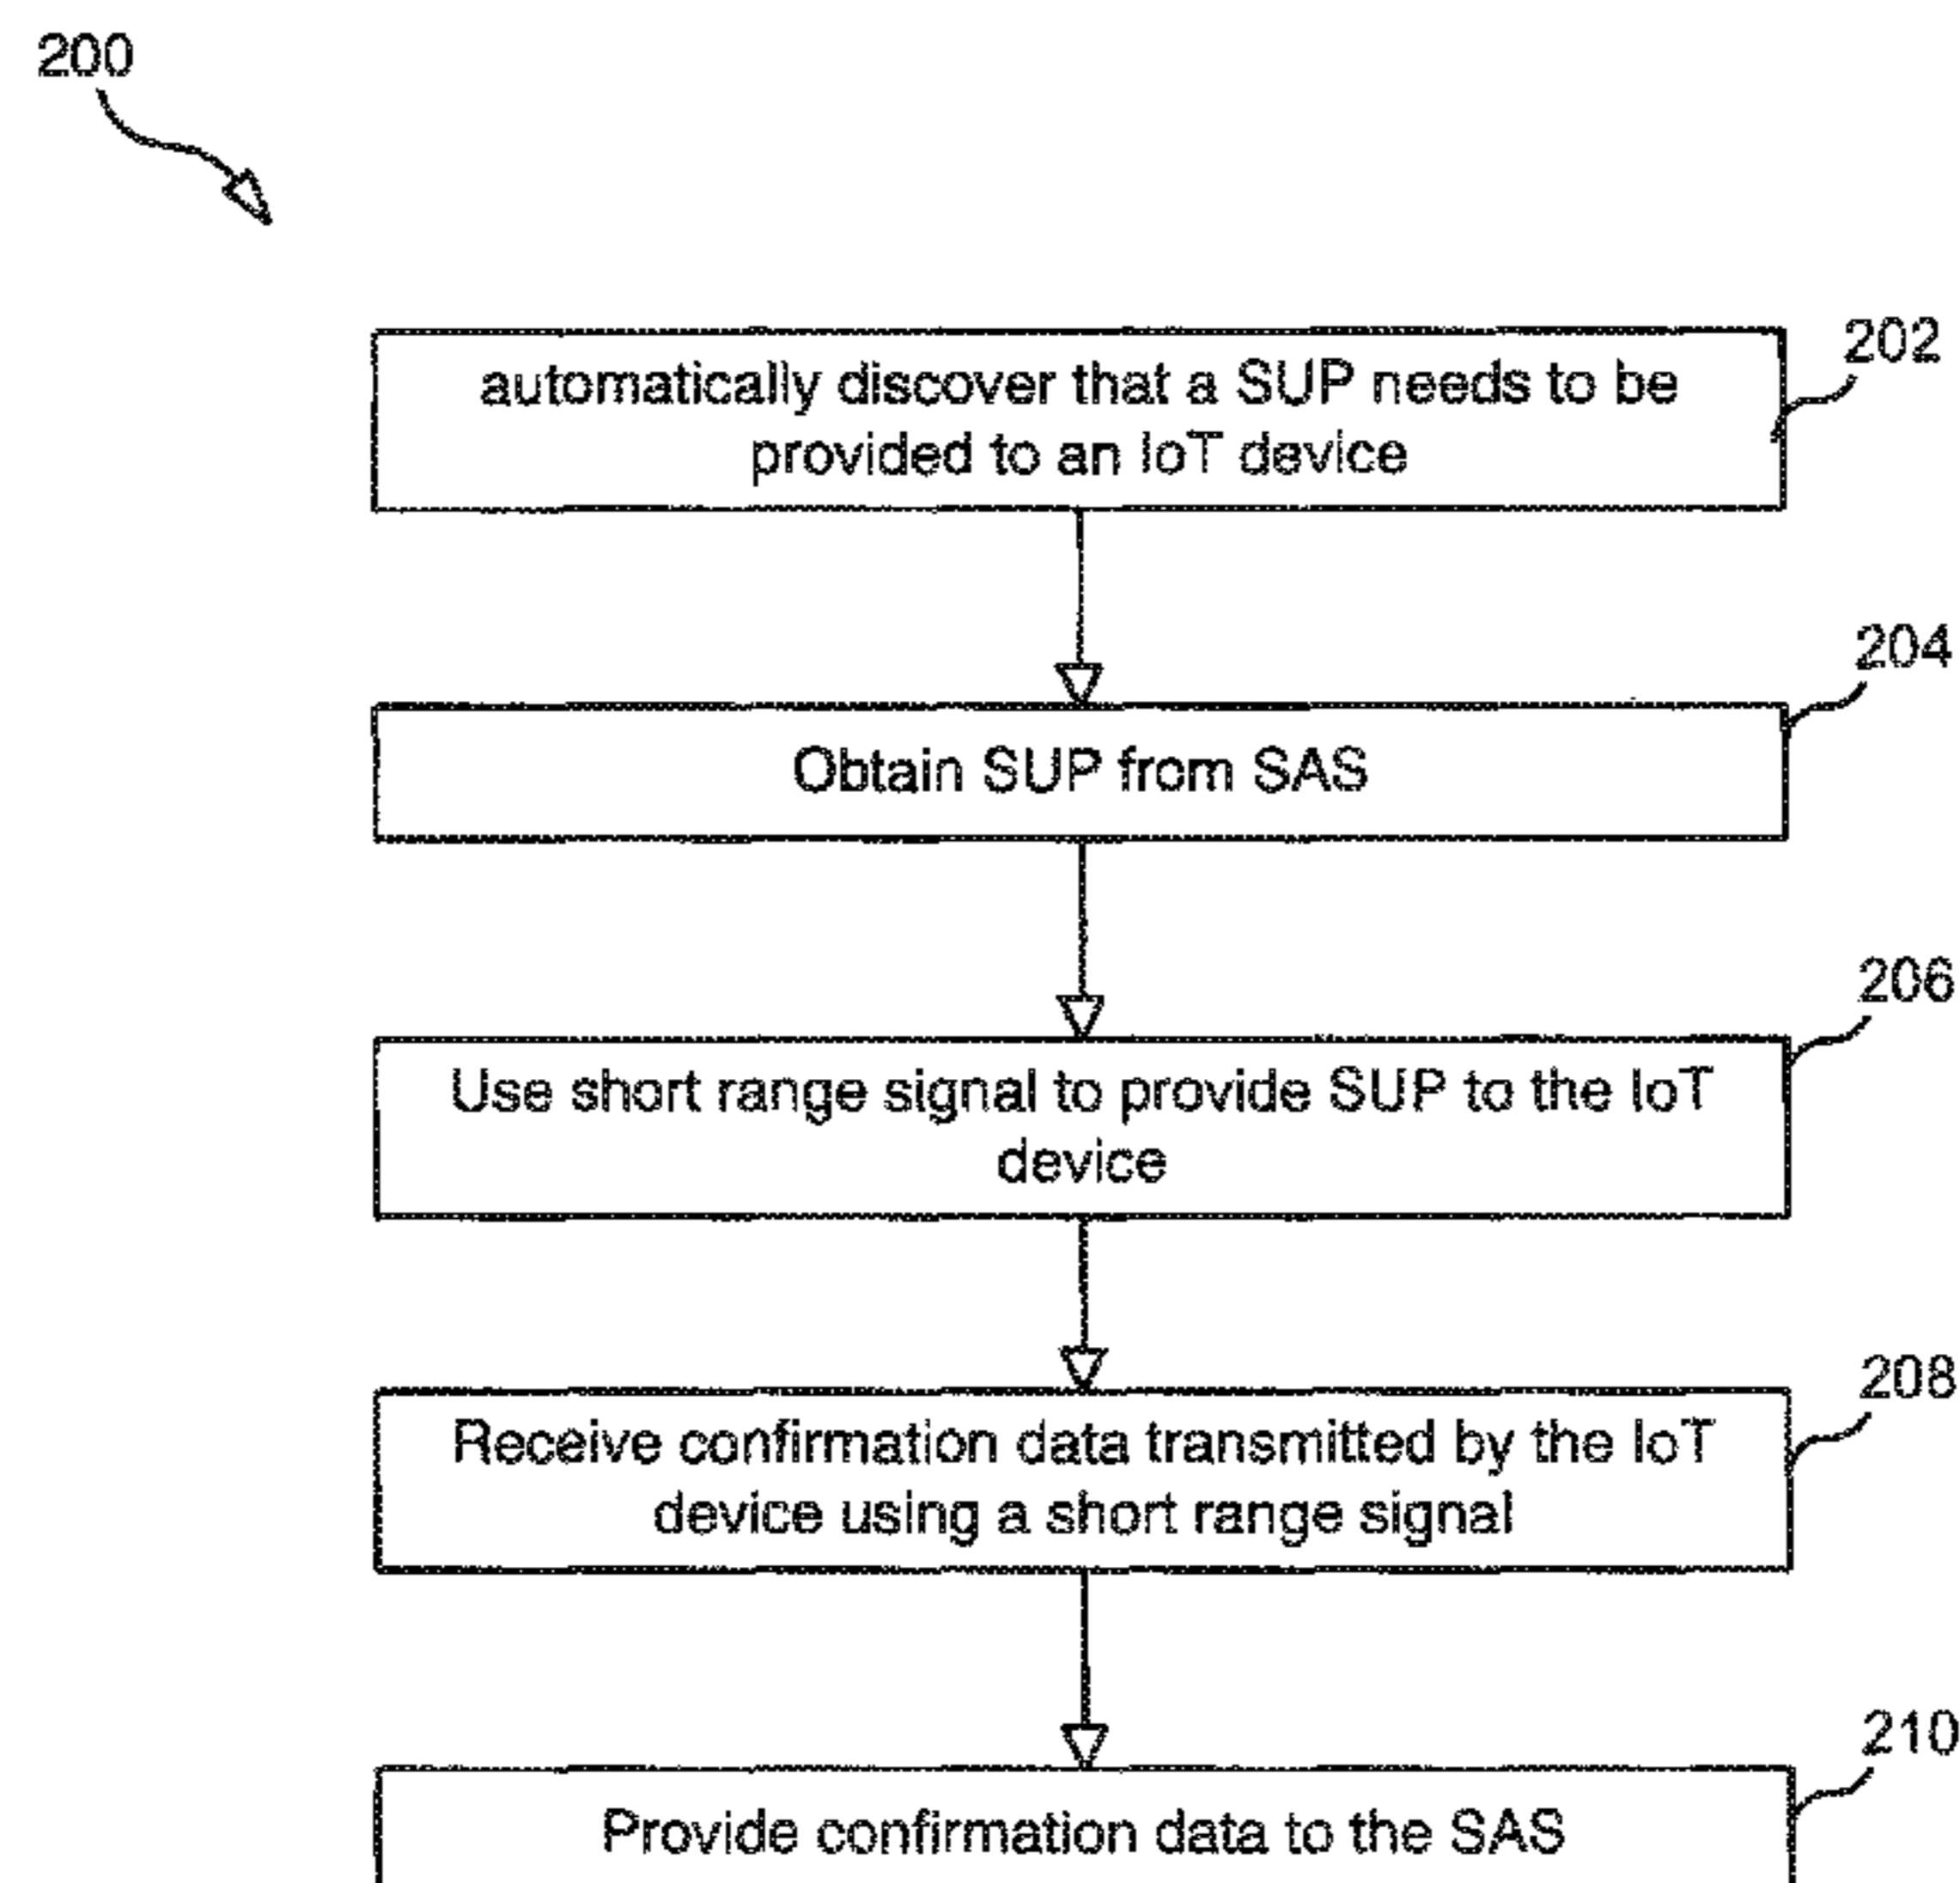 200
automatically discover that a SUP needs to be
provided to an IoT device
202
Obtain SUP from SAS
204
Use short range signal to provide SUP to the IoT
device
206
Receive confirmation data transmitted by the IoT
device using a short range signal
208
Provide confirmation data to the SAS
210